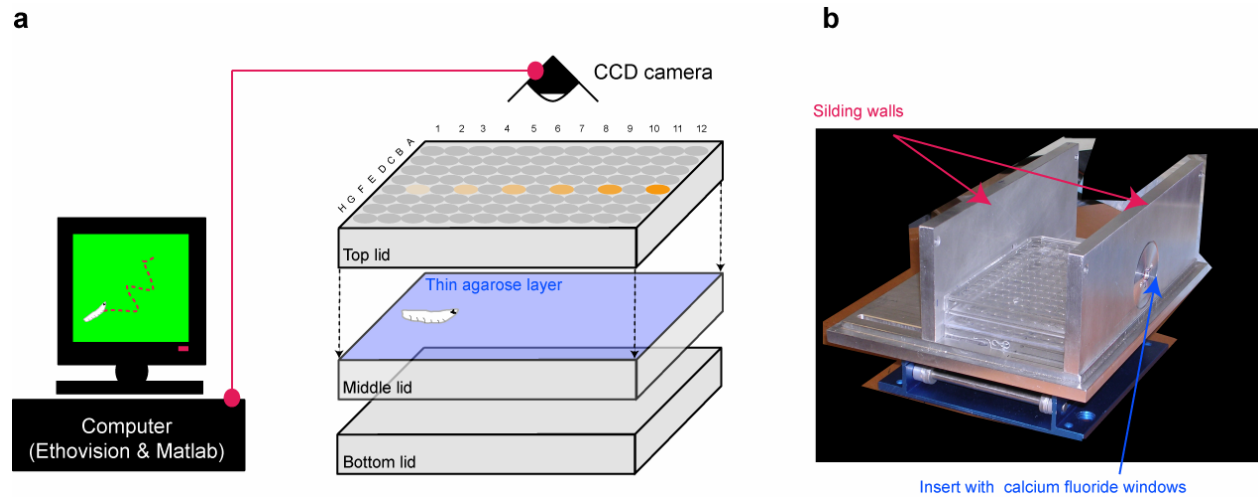 a
b
CCD camera
Silding walls
1 2 3 4 5 6 7 8 9 10 11 12
H G F E D C B A
Top lid
Thin agarose layer
Middle lid
Computer
(Ethovision & Matlab)
Bottom lid
Insert with calcium fluoride windows